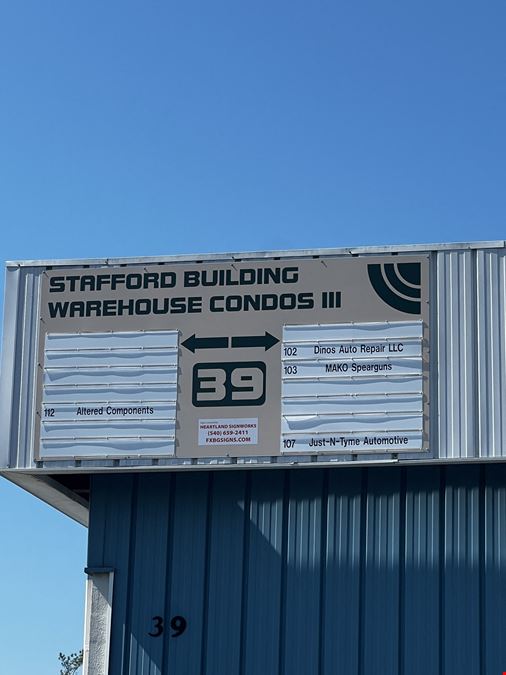 STAFFORD BUILDING
WAREHOUSE CONDOS III
112 Altered Components
39
HEARTLAND SIGNWORKS
(540) 659-2411
FXBGSIGNS.COM
102 Dinos Auto Repair LLC
103 MAKO Spearguns
107 Just-N-Tyme Automotive
39